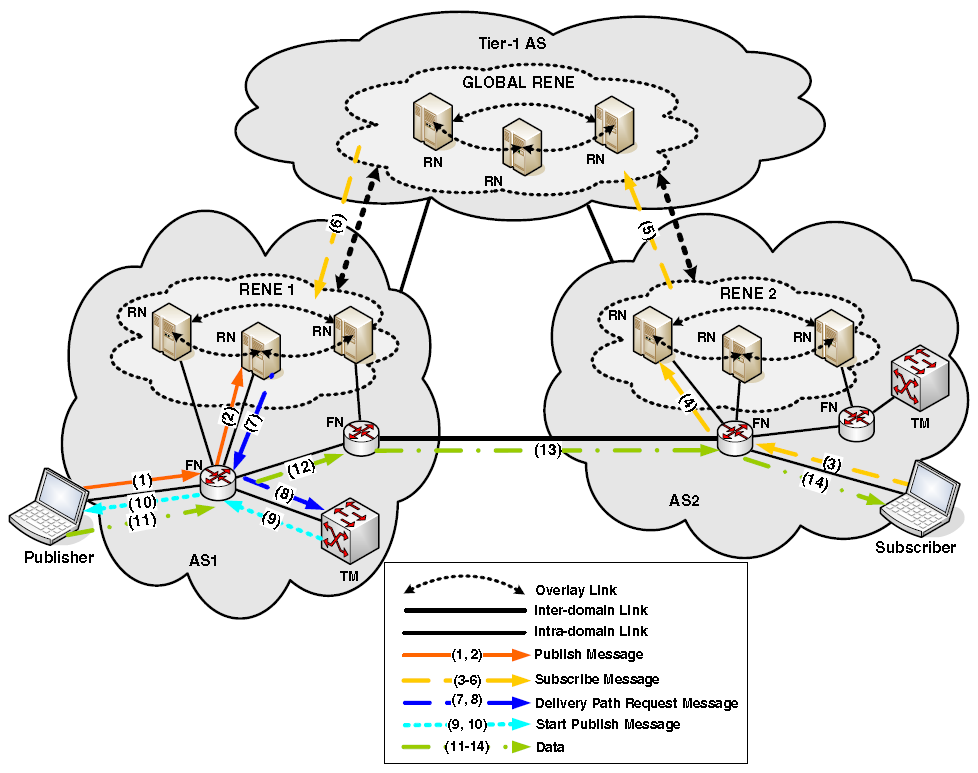 Tier-1 AS
GLOBAL RENE
RN
RN
RN
(6)
(5)
RENE 1
RN
RN
RN
RENE 2
RN
RN
RN
(2)
(7)
FN
(4)
FN
FN
TM
(1)
FN
(12)
(13)
(3)
(10)
(8)
(14)
(11)
(9)
AS2
Publisher
AS1
TM
Subscriber
Overlay Link
Inter-domain Link
Intra-domain Link
(1, 2) Publish Message
(3-6) Subscribe Message
(7, 8) Delivery Path Request Message
(9, 10) Start Publish Message
(11-14) Data